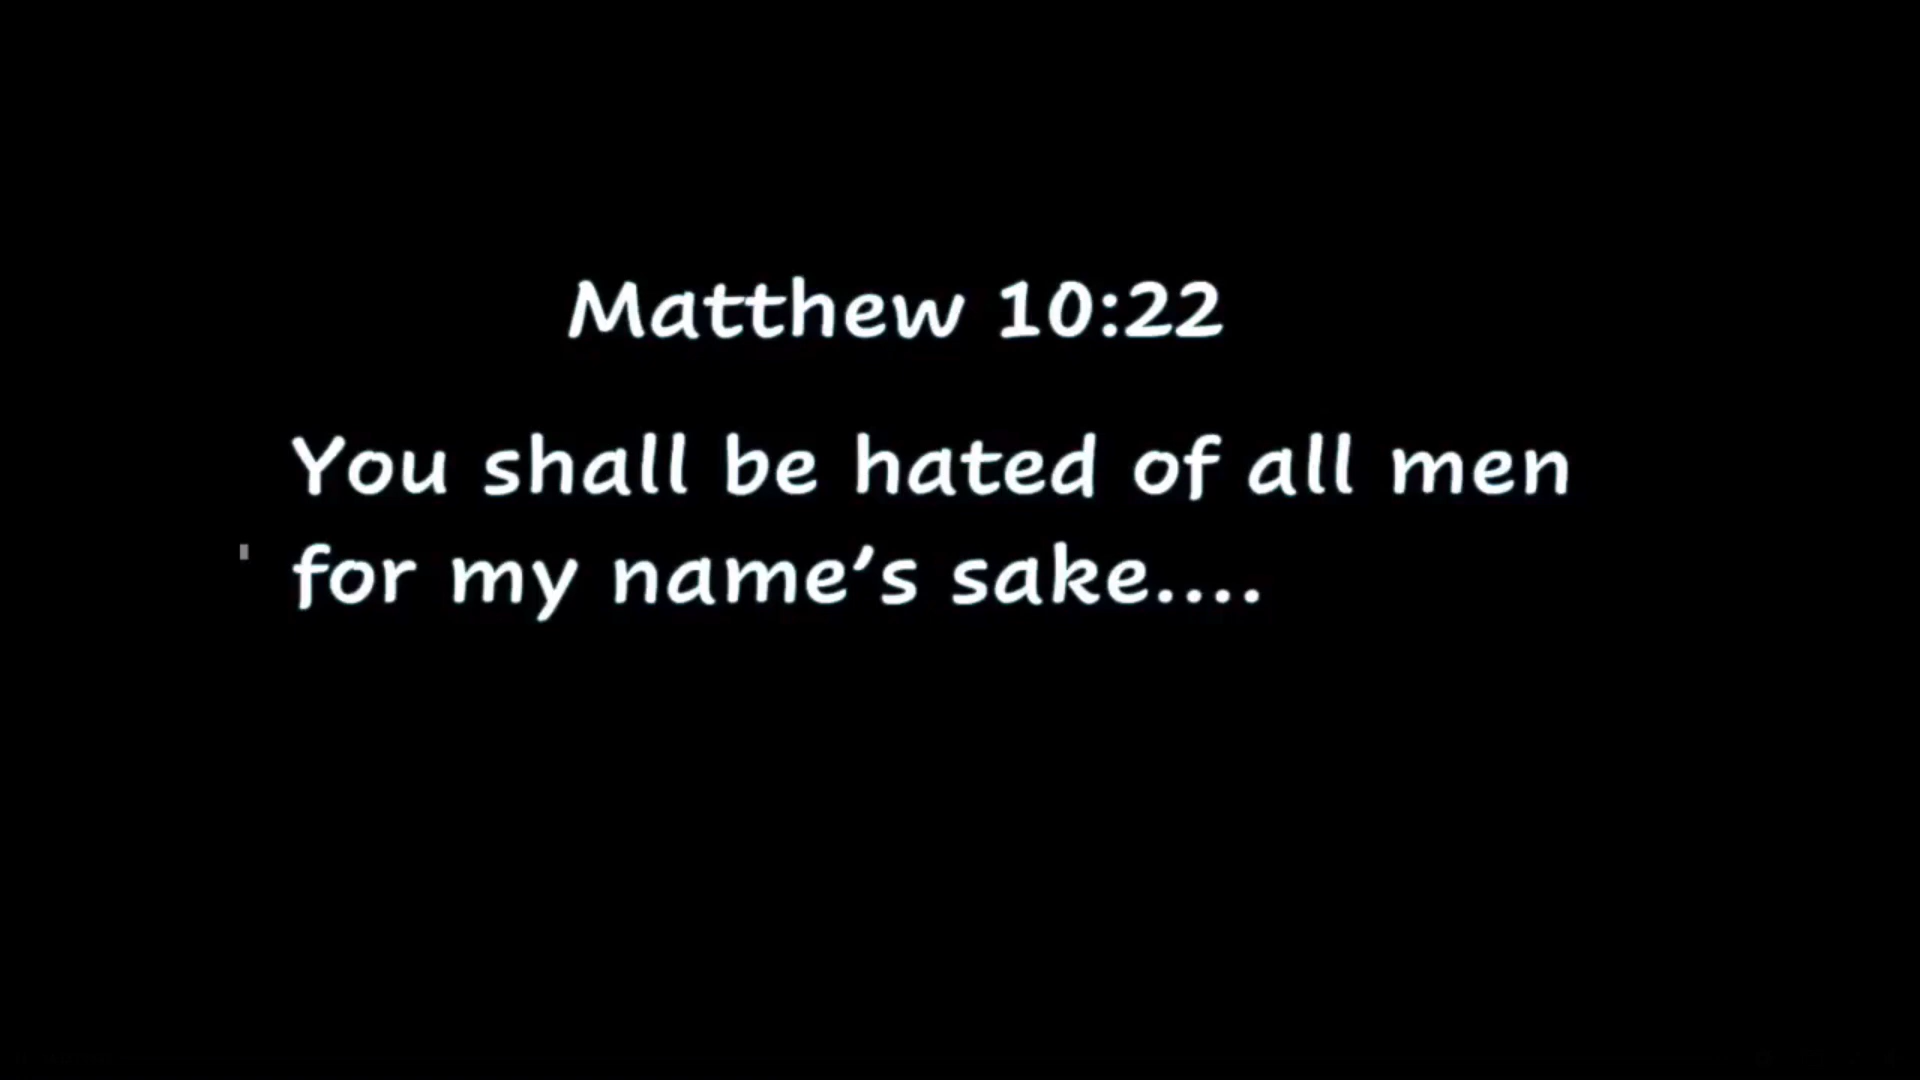 Matthew 10:22
You shall be hated of all men
for my name’s sake....